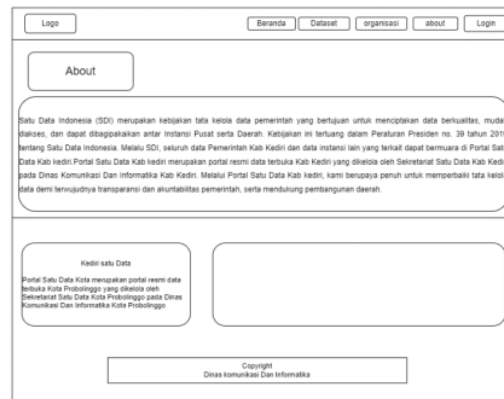 Logo
Beranda
Dataset
organisasi
about
Login
About
Satu Data Indonesia (SDI) merupakan kebijakan tata kelola data pemerintah yang bertujuan untuk menciptakan data berkualitas, muda
diakses, dan dapat dibagipakaikan antar Instansi Pusat serta Daerah. Kebijakan ini tertuang dalam Peraturan Presiden no. 39 tahun 201
tentang Satu Data Indonesia. Melalu SDI, seluruh data Pemerintah Kab Kediri dan data instansi lain yang terkait dapat bermuara di Portal Sat
Data Kab kediri.Portal Satu Data Kab kediri merupakan portal resmi data terbuka Kab Kediri yang dikelola oleh Sekretariat Satu Data Kab Kedi
pada Dinas Komunikasi Dan Informatika Kab Kediri. Melalui Portal Satu Data Kab kediri, kami berupaya penuh untuk memperbaiki tata kelol
data demi terwujudnya transparansi dan akuntabilitas pemerintah, serta mendukung pembangunan daerah.
Kediri satu Data
Portal Satu Data Kota merupakan portal resmi data
terbuka Kota Probolinggo yang dikelola oleh
Sekretariat Satu Data Kota Probolinggo pada Dinas
Komunikasi Dan Informatika Kota Probolinggo
Copyright
Dinas komunikasi Dan Informatika